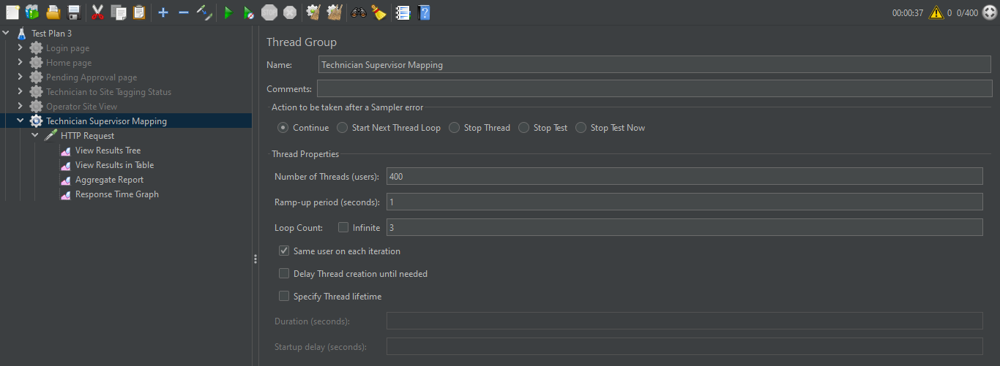 00:00:37 0 0/400
Test Plan 3
Login page
Home page
Pending Approval page
Technician to Site Tagging Status
Operator Site View
Technician Supervisor Mapping
HTTP Request
View Results Tree
View Results in Table
Aggregate Report
Response Time Graph
Thread Group
Name: Technician Supervisor Mapping
Comments:
Action to be taken after a Sampler error
Continue Start Next Thread Loop Stop Thread Stop Test Stop Test Now
Thread Properties
Number of Threads (users): 400
Ramp-up period (seconds): 1
Loop Count: Infinite 3
Same user on each iteration
Delay Thread creation until needed
Specify Thread lifetime
Duration (seconds):
Startup delay (seconds):